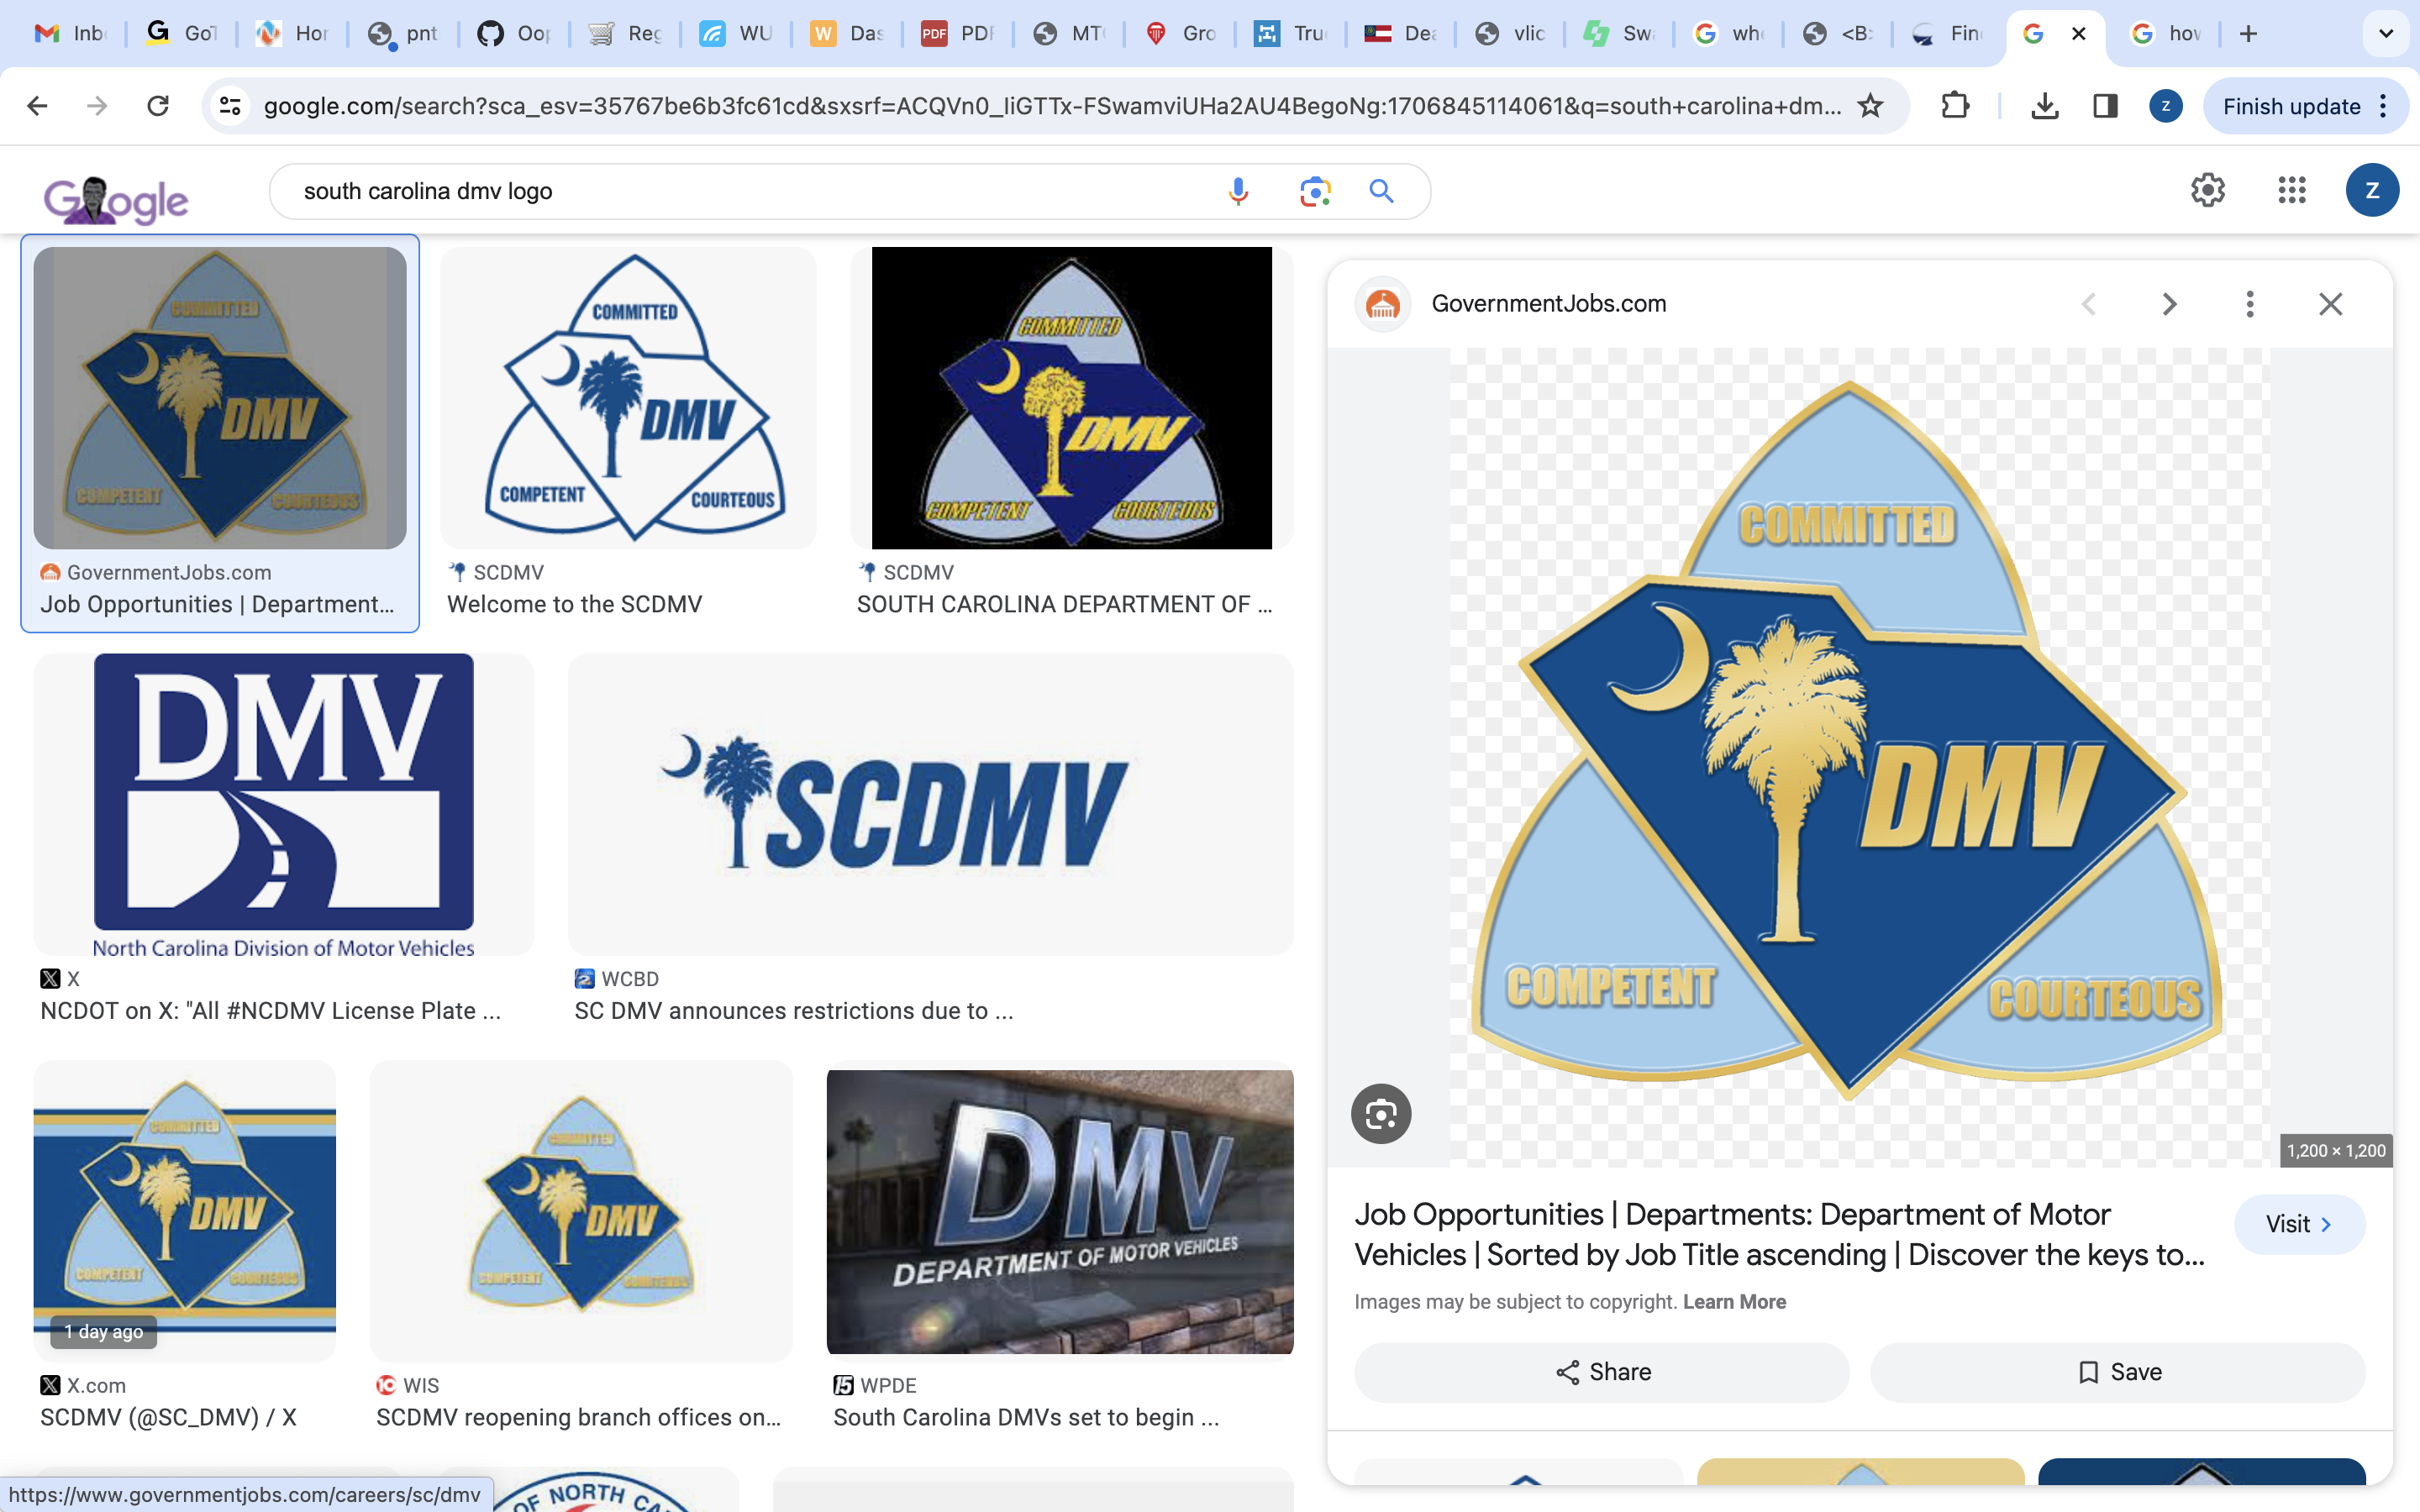 Inb
GoT
Hor
pnt
Oop
Reg
WU
Das
PDF
MT
Gro
Tru
Dea
vlic
Swa
wh
<B>
Fin
how
google.com/search?sca_esv=35767be6b3fc61cd&sxsrf=ACQVn0_liGTTx-FSwamviUHa2AU4BegoNg:1706845114061&q=south+carolina+dm...
Z
Finish update
Google
south carolina dmv logo
Z
COMMITTED
DMV
COMPETENT
COURTEOUS
GovernmentJobs.com
Job Opportunities | Department...
COMMITTED
DMV
COMPETENT
COURTEOUS
SCDMV
Welcome to the SCDMV
COMMITTED
DMV
COMPETENT
COURTEOUS
SCDMV
SOUTH CAROLINA DEPARTMENT OF ...
DMV
North Carolina Division of Motor Vehicles
X
NCDOT on X: "All #NCDMV License Plate ...
SCDMV
WCBD
SC DMV announces restrictions due to ...
COMMITTED
DMV
COMPETENT
COURTEOUS
1 day ago
X.com
SCDMV (@SC_DMV) / X
COMMITTED
DMV
COMPETENT
COURTEOUS
WIS
SCDMV reopening branch offices on...
DMV
DEPARTMENT OF MOTOR VEHICLES
WPDE
South Carolina DMVs set to begin ...
OF NORTH CA
https://www.governmentjobs.com/careers/sc/dmv
GovernmentJobs.com
COMMITTED
DMV
COMPETENT
COURTEOUS
1,200 × 1,200
Job Opportunities | Departments: Department of Motor
Vehicles | Sorted by Job Title ascending | Discover the keys to...
Visit
Images may be subject to copyright. Learn More
Share
Save